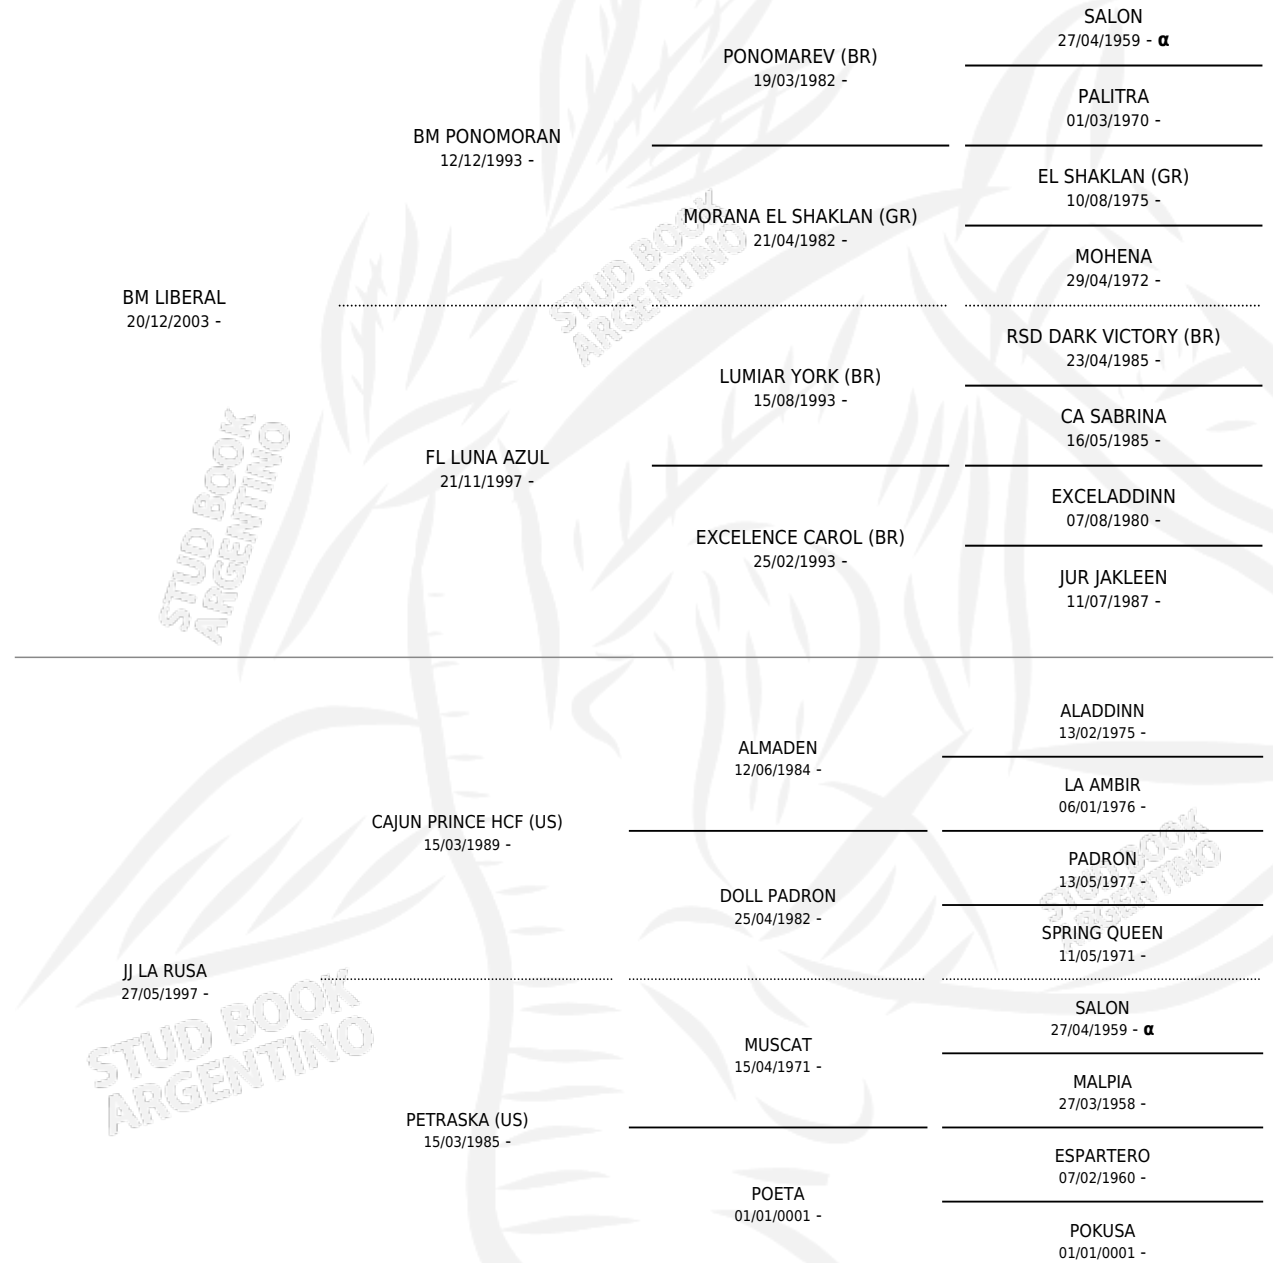 SALON
27/04/1959 - α
PONOMAREV (BR)
19/03/1982 -
PALITRA
01/03/1970 -
BM PONOMORAN
12/12/1993 -
EL SHAKLAN (GR)
10/08/1975 -
MORANA EL SHAKLAN (GR)
21/04/1982 -
MOHENA
29/04/1972 -
BM LIBERAL
20/12/2003 -
RSD DARK VICTORY (BR)
23/04/1985 -
LUMIAR YORK (BR)
15/08/1993 -
CA SABRINA
16/05/1985 -
FL LUNA AZUL
21/11/1997 -
EXCELADDINN
07/08/1980 -
EXCELENCE CAROL (BR)
25/02/1993 -
JUR JAKLEEN
11/07/1987 -
STUD BOOK
ARGENTINO
STUD BOOK
ARGENTINO
ALADDINN
13/02/1975 -
ALMADEN
12/06/1984 -
LA AMBIR
06/01/1976 -
CAJUN PRINCE HCF (US)
15/03/1989 -
PADRON
13/05/1977 -
DOLL PADRON
25/04/1982 -
SPRING QUEEN
11/05/1971 -
JJ LA RUSA
27/05/1997 -
SALON
27/04/1959 - α
MUSCAT
15/04/1971 -
MALPIA
27/03/1958 -
PETRASKA (US)
15/03/1985 -
ESPARTERO
07/02/1960 -
POETA
01/01/0001 -
POKUSA
01/01/0001 -
STUD BOOK
ARGENTINO
STUD BOOK
ARGENTINO